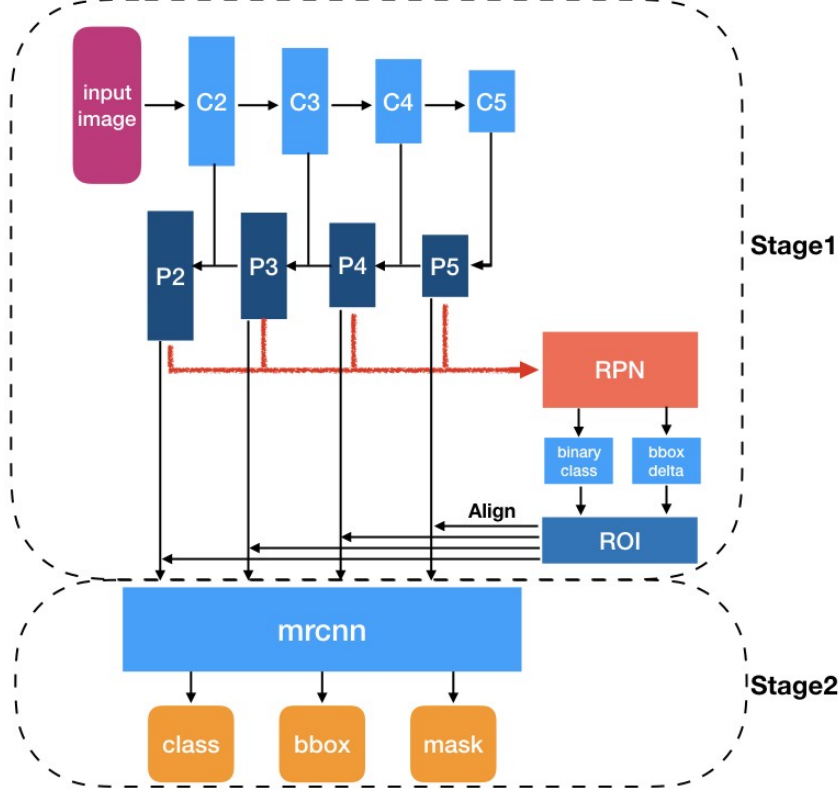 input
image
C2
C3
C4
C5
P2
P3
P4
P5
Stage1
RPN
binary
class
bbox
delta
Align
ROI
mrcnn
Stage2
class
bbox
mask